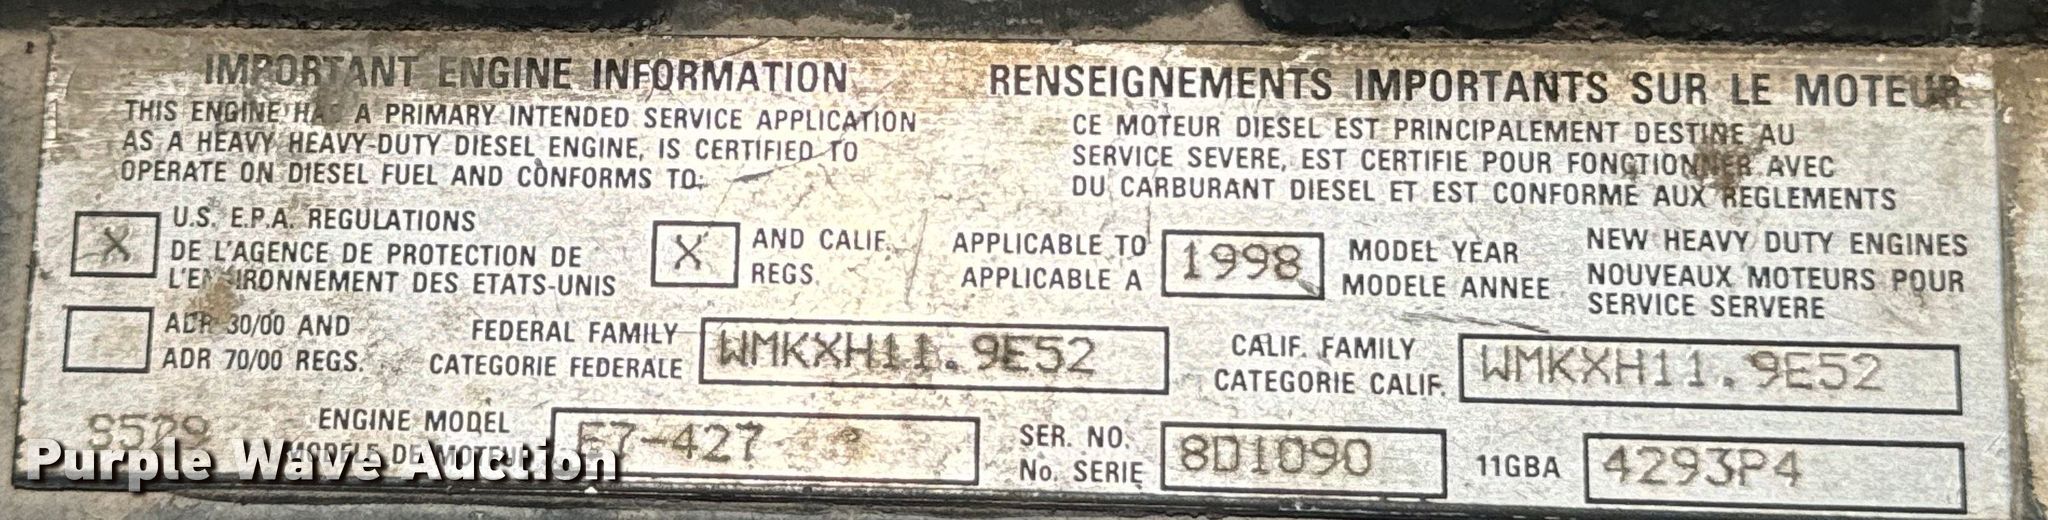 IMPORTANT ENGINE INFORMATION
THIS ENGINE HAS A PRIMARY INTENDED SERVICE APPLICATION
AS A HEAVY HEAVY-DUTY DIESEL ENGINE, IS CERTIFIED TO
OPERATE ON DIESEL FUEL AND CONFORMS TO:
RENSEIGNEMENTS IMPORTANTS SUR LE MOTEUR
CE MOTEUR DIESEL EST PRINCIPALEMENT DESTINE AU
SERVICE SEVERE, EST CERTIFIE POUR FONCTIONNER AVEC
DU CARBURANT DIESEL ET EST CONFORME AUX REGLEMENTS
X
U.S. E.P.A. REGULATIONS
DE L'AGENCE DE PROTECTION DE
L'ENVIRONNEMENT DES ETATS-UNIS
X
AND CALIF.
REGS.
APPLICABLE TO
APPLICABLE A
1998
MODEL YEAR
MODELE ANNEE
NEW HEAVY DUTY ENGINES
NOUVEAUX MOTEURS POUR
SERVICE SERVERE
ADR 30/00 AND
ADR 70/00 REGS.
FEDERAL FAMILY
CATEGORIE FEDERALE
WMKXH11.9E52
CALIF. FAMILY
CATEGORIE CALIF.
WMKXH11.9E52
S529
ENGINE MODEL
MODELE DE MOTEUR
E7-427
SER. NO.
No. SERIE
8D1090
11GBA
4293P4
Purple Wave Auction